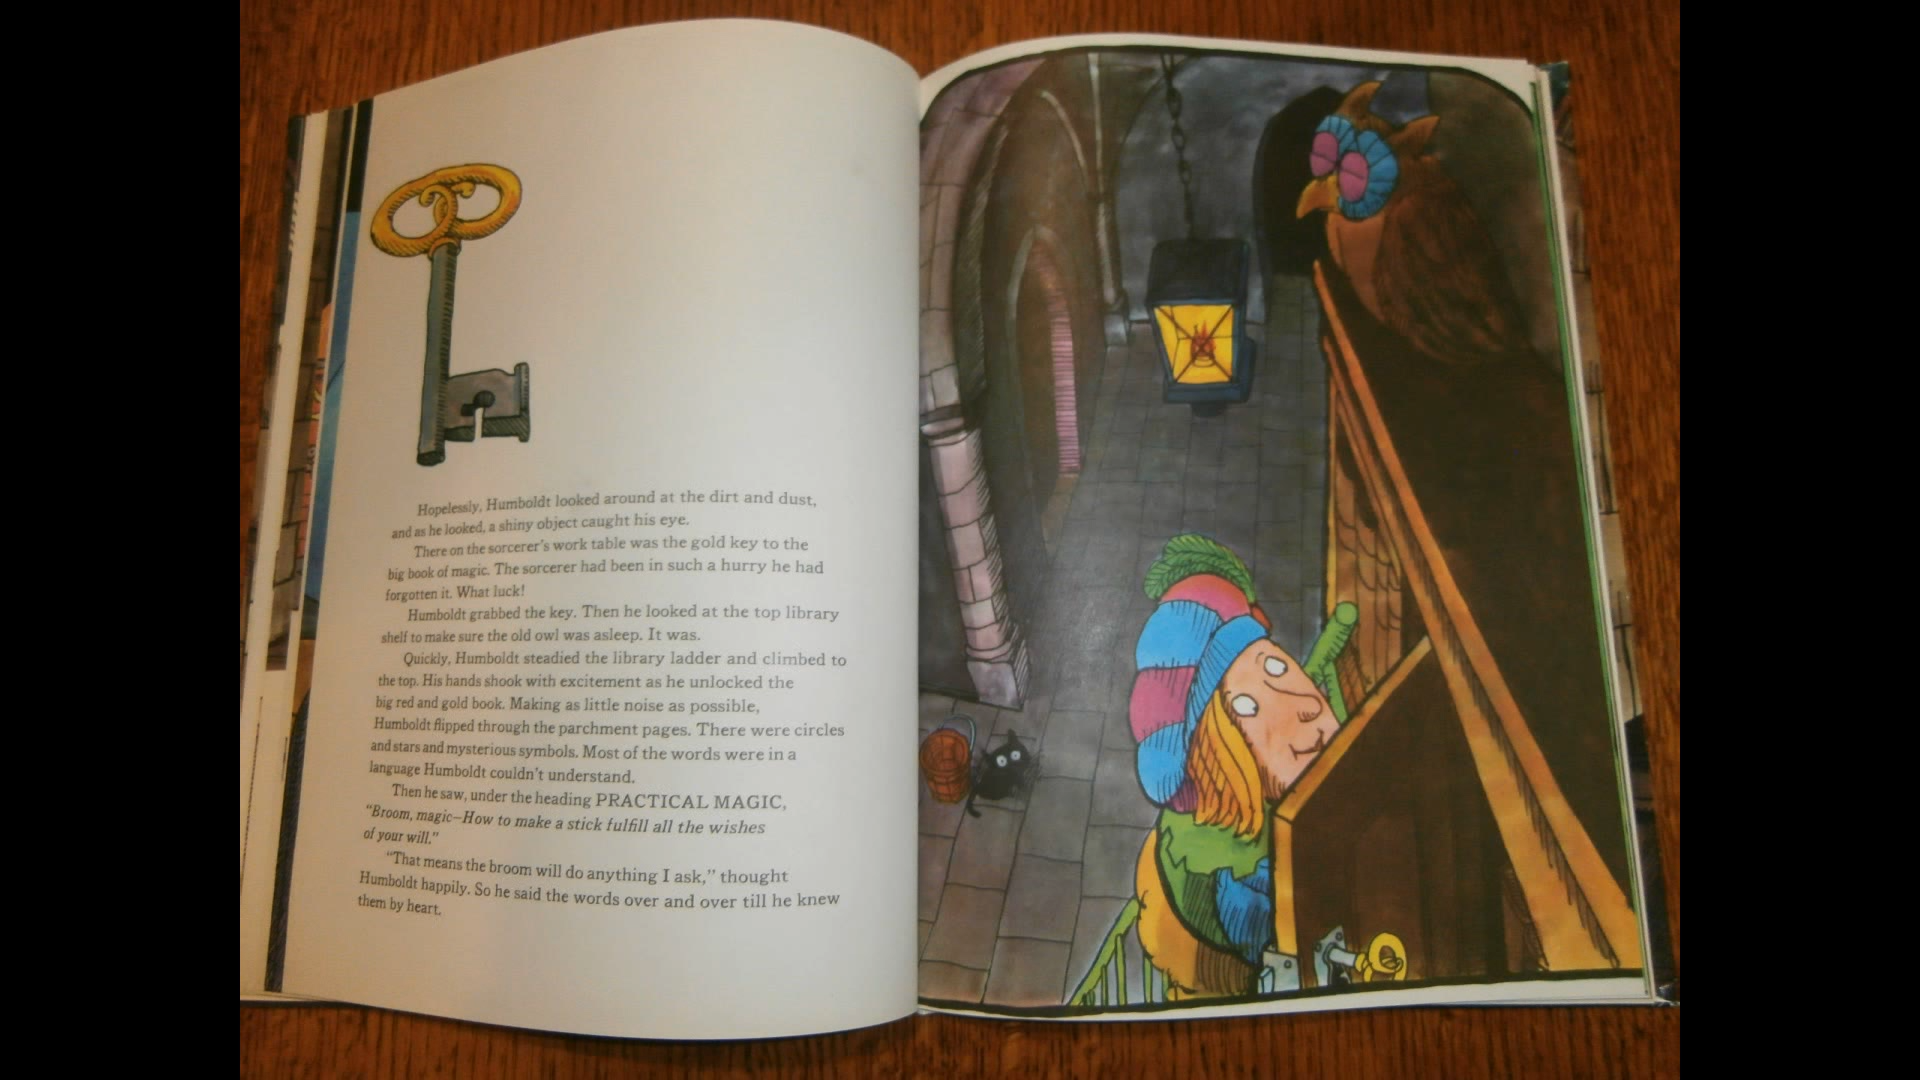 Hopelessly, Humboldt looked around at the dirt and dust,
and as he looked, a shiny object caught his eye.
There on the sorcerer's work table was the gold key to the
big book of magic. The sorcerer had been in such a hurry he had
forgotten it. What luck!
Humboldt grabbed the key. Then he looked at the top library
shelf to make sure the old owl was asleep. It was.
Quickly, Humboldt steadied the library ladder and climbed to
the top. His hands shook with excitement as he unlocked the
big red and gold book. Making as little noise as possible,
Humboldt flipped through the parchment pages. There were circles
and stars and mysterious symbols. Most of the words were in a
language Humboldt couldn't understand.
Then he saw, under the heading PRACTICAL MAGIC,
“Broom, magic—How to make a stick fulfill all the wishes
of your will.”
“That means the broom will do anything I ask,” thought
Humboldt happily. So he said the words over and over till he knew
them by heart.